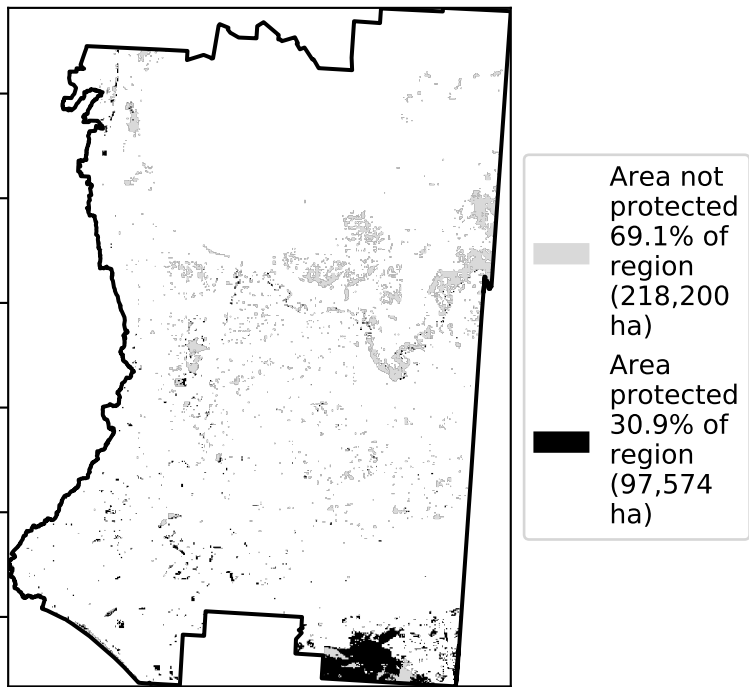 Area not
protected
69.1% of
region
(218,200
ha)
Area
protected
30.9% of
region
(97,574
ha)